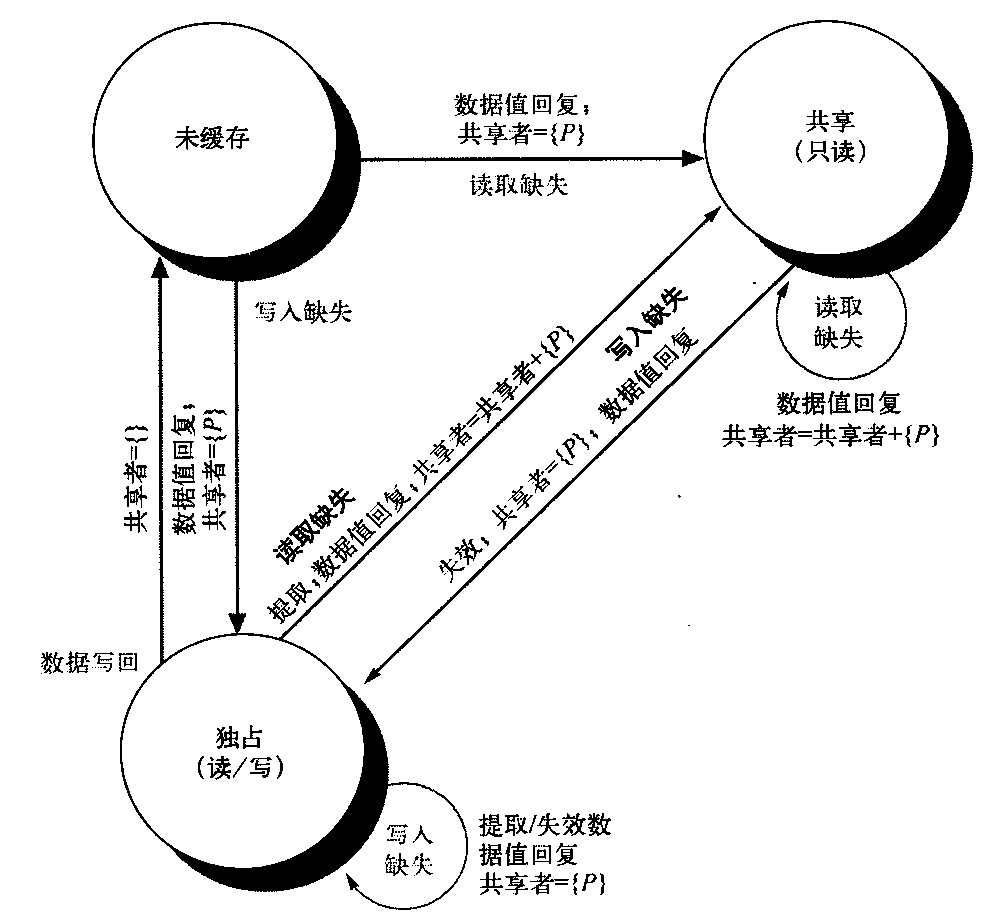 未缓存
数据值回复；
共享者={P}
读取缺失
共享
（只读）
写入缺失
共享者={}
数据值回复；
共享者={P}
读取缺失
提取；数据值回复；共享者=共享者+{P}
写入缺失
失效；共享者={P}；数据值回复
读取
缺失
数据值回复
共享者=共享者+{P}
数据写回
独占
（读/写）
写入
缺失
提取/失效数
据值回复
共享者={P}